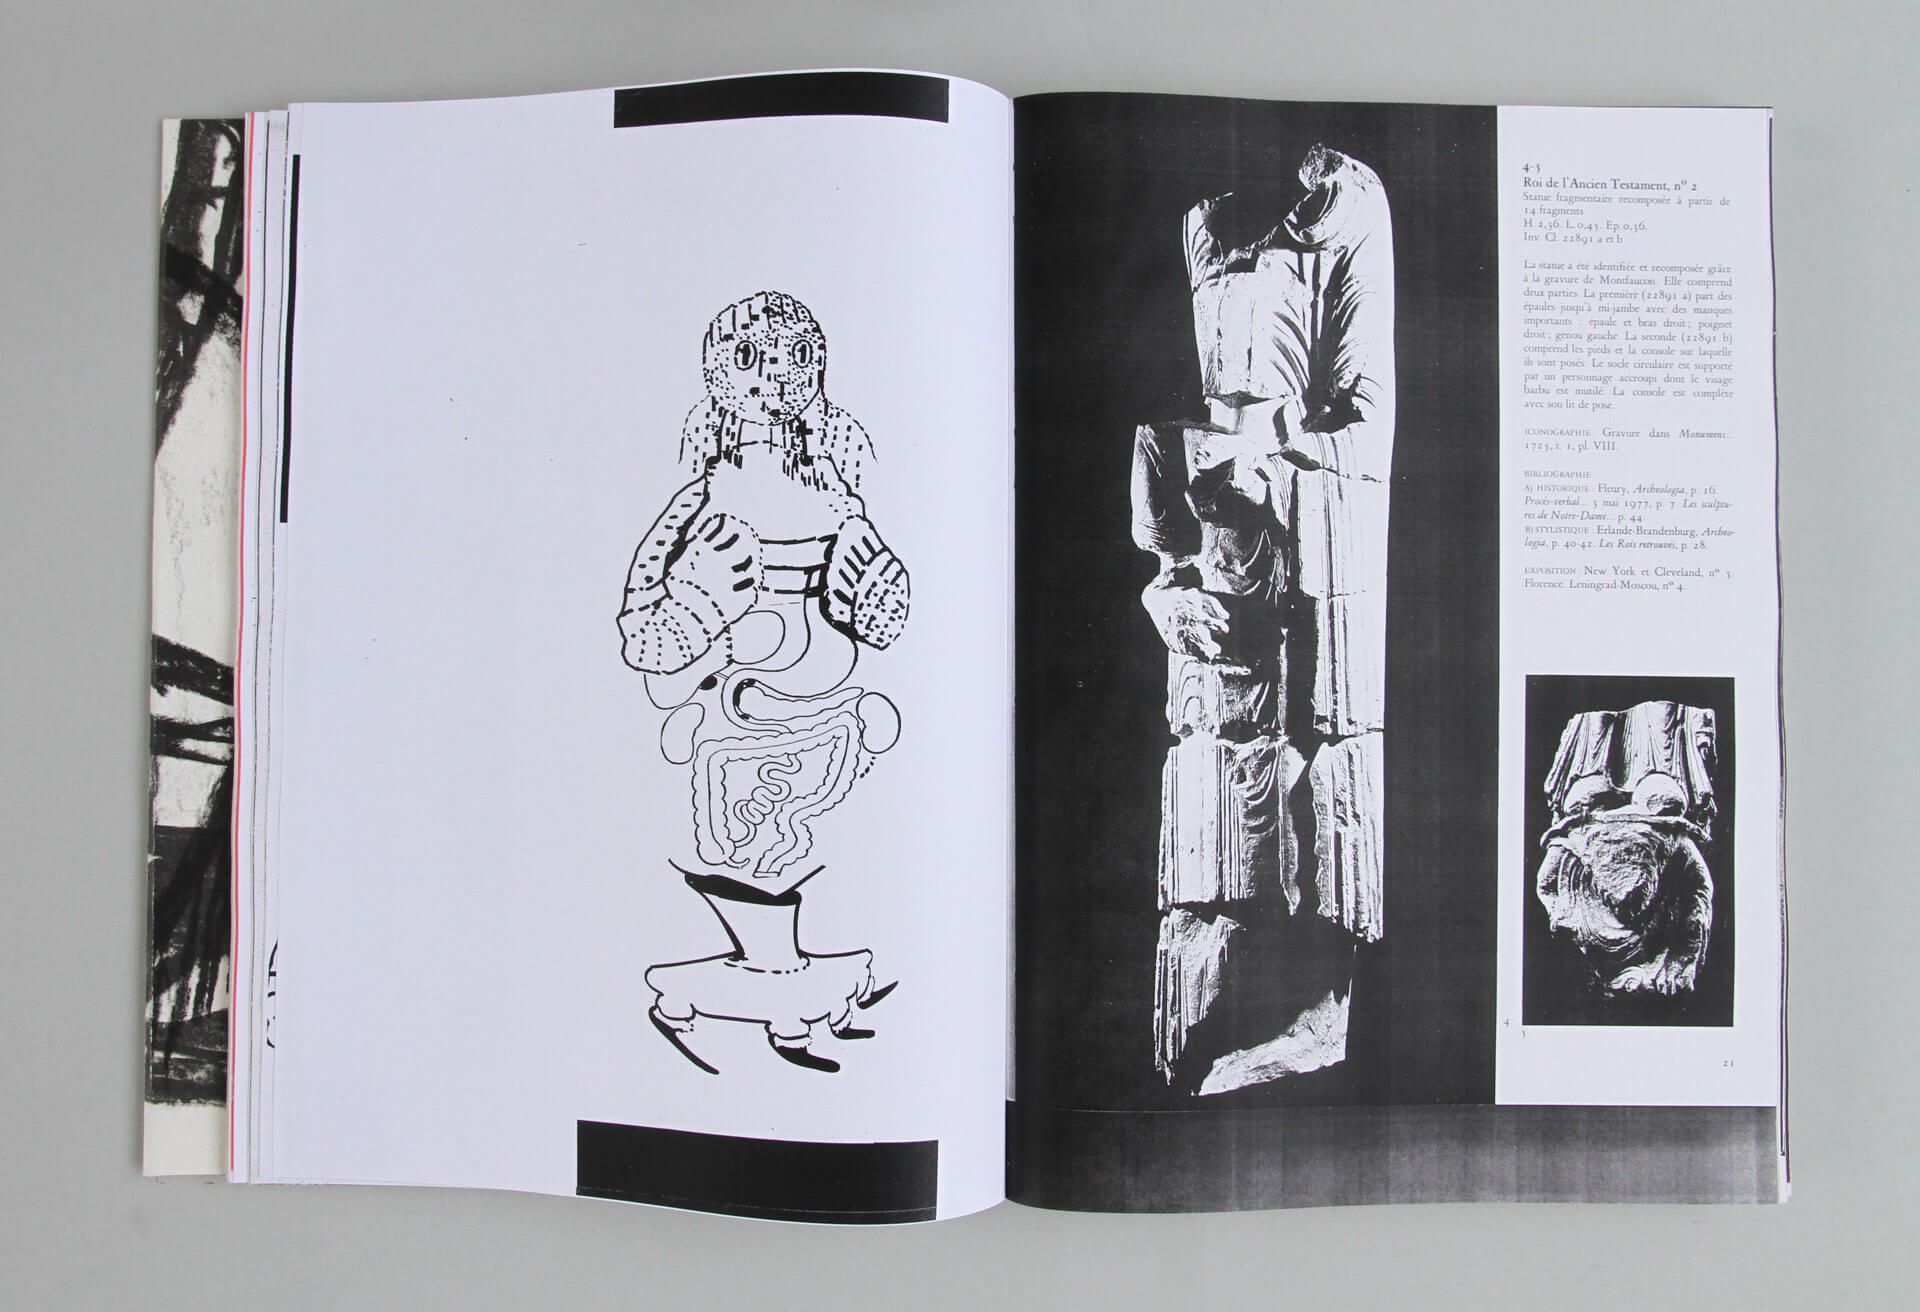 4-5
Roi de l'Ancien Testament, nº 2
Statue fragmentaire recomposée à partir de
14 fragments
H. 2,36. L. 0,45. Ep. 0,36.
Inv. Cl. 22891 a et b
La statue a été identifiée et recomposée grâce
à la gravure de Montfaucon. Elle comprend
deux parties. La première (22891 a) part des
épaules jusqu'à mi-jambe avec des manques
importants : épaule et bras droit ; poignet
droit ; genou gauche. La seconde (22891 b)
comprend les pieds et la console sur laquelle
ils sont posés. Le socle circulaire est supporté
par un personnage accroupi dont le visage
barbu est mutilé. La console est complète
avec son lit de pose.
ICONOGRAPHIE : Gravure dans Monumens...
1725, t. 1, pl. VIII.
BIBLIOGRAPHIE :
A) HISTORIQUE : Fleury, Archeologia, p. 16.
Procès-verbal... 3 mai 1977, p. 7. Les sculptu-
res de Notre-Dame... p. 44.
B) STYLISTIQUE : Erlande-Brandenburg, Archeo-
logia, p. 40-42. Les Rois retrouvés, p. 28.
EXPOSITION New York et Cleveland, nº 5.
Florence. Leningrad-Moscou, nº 4.
4
5
21